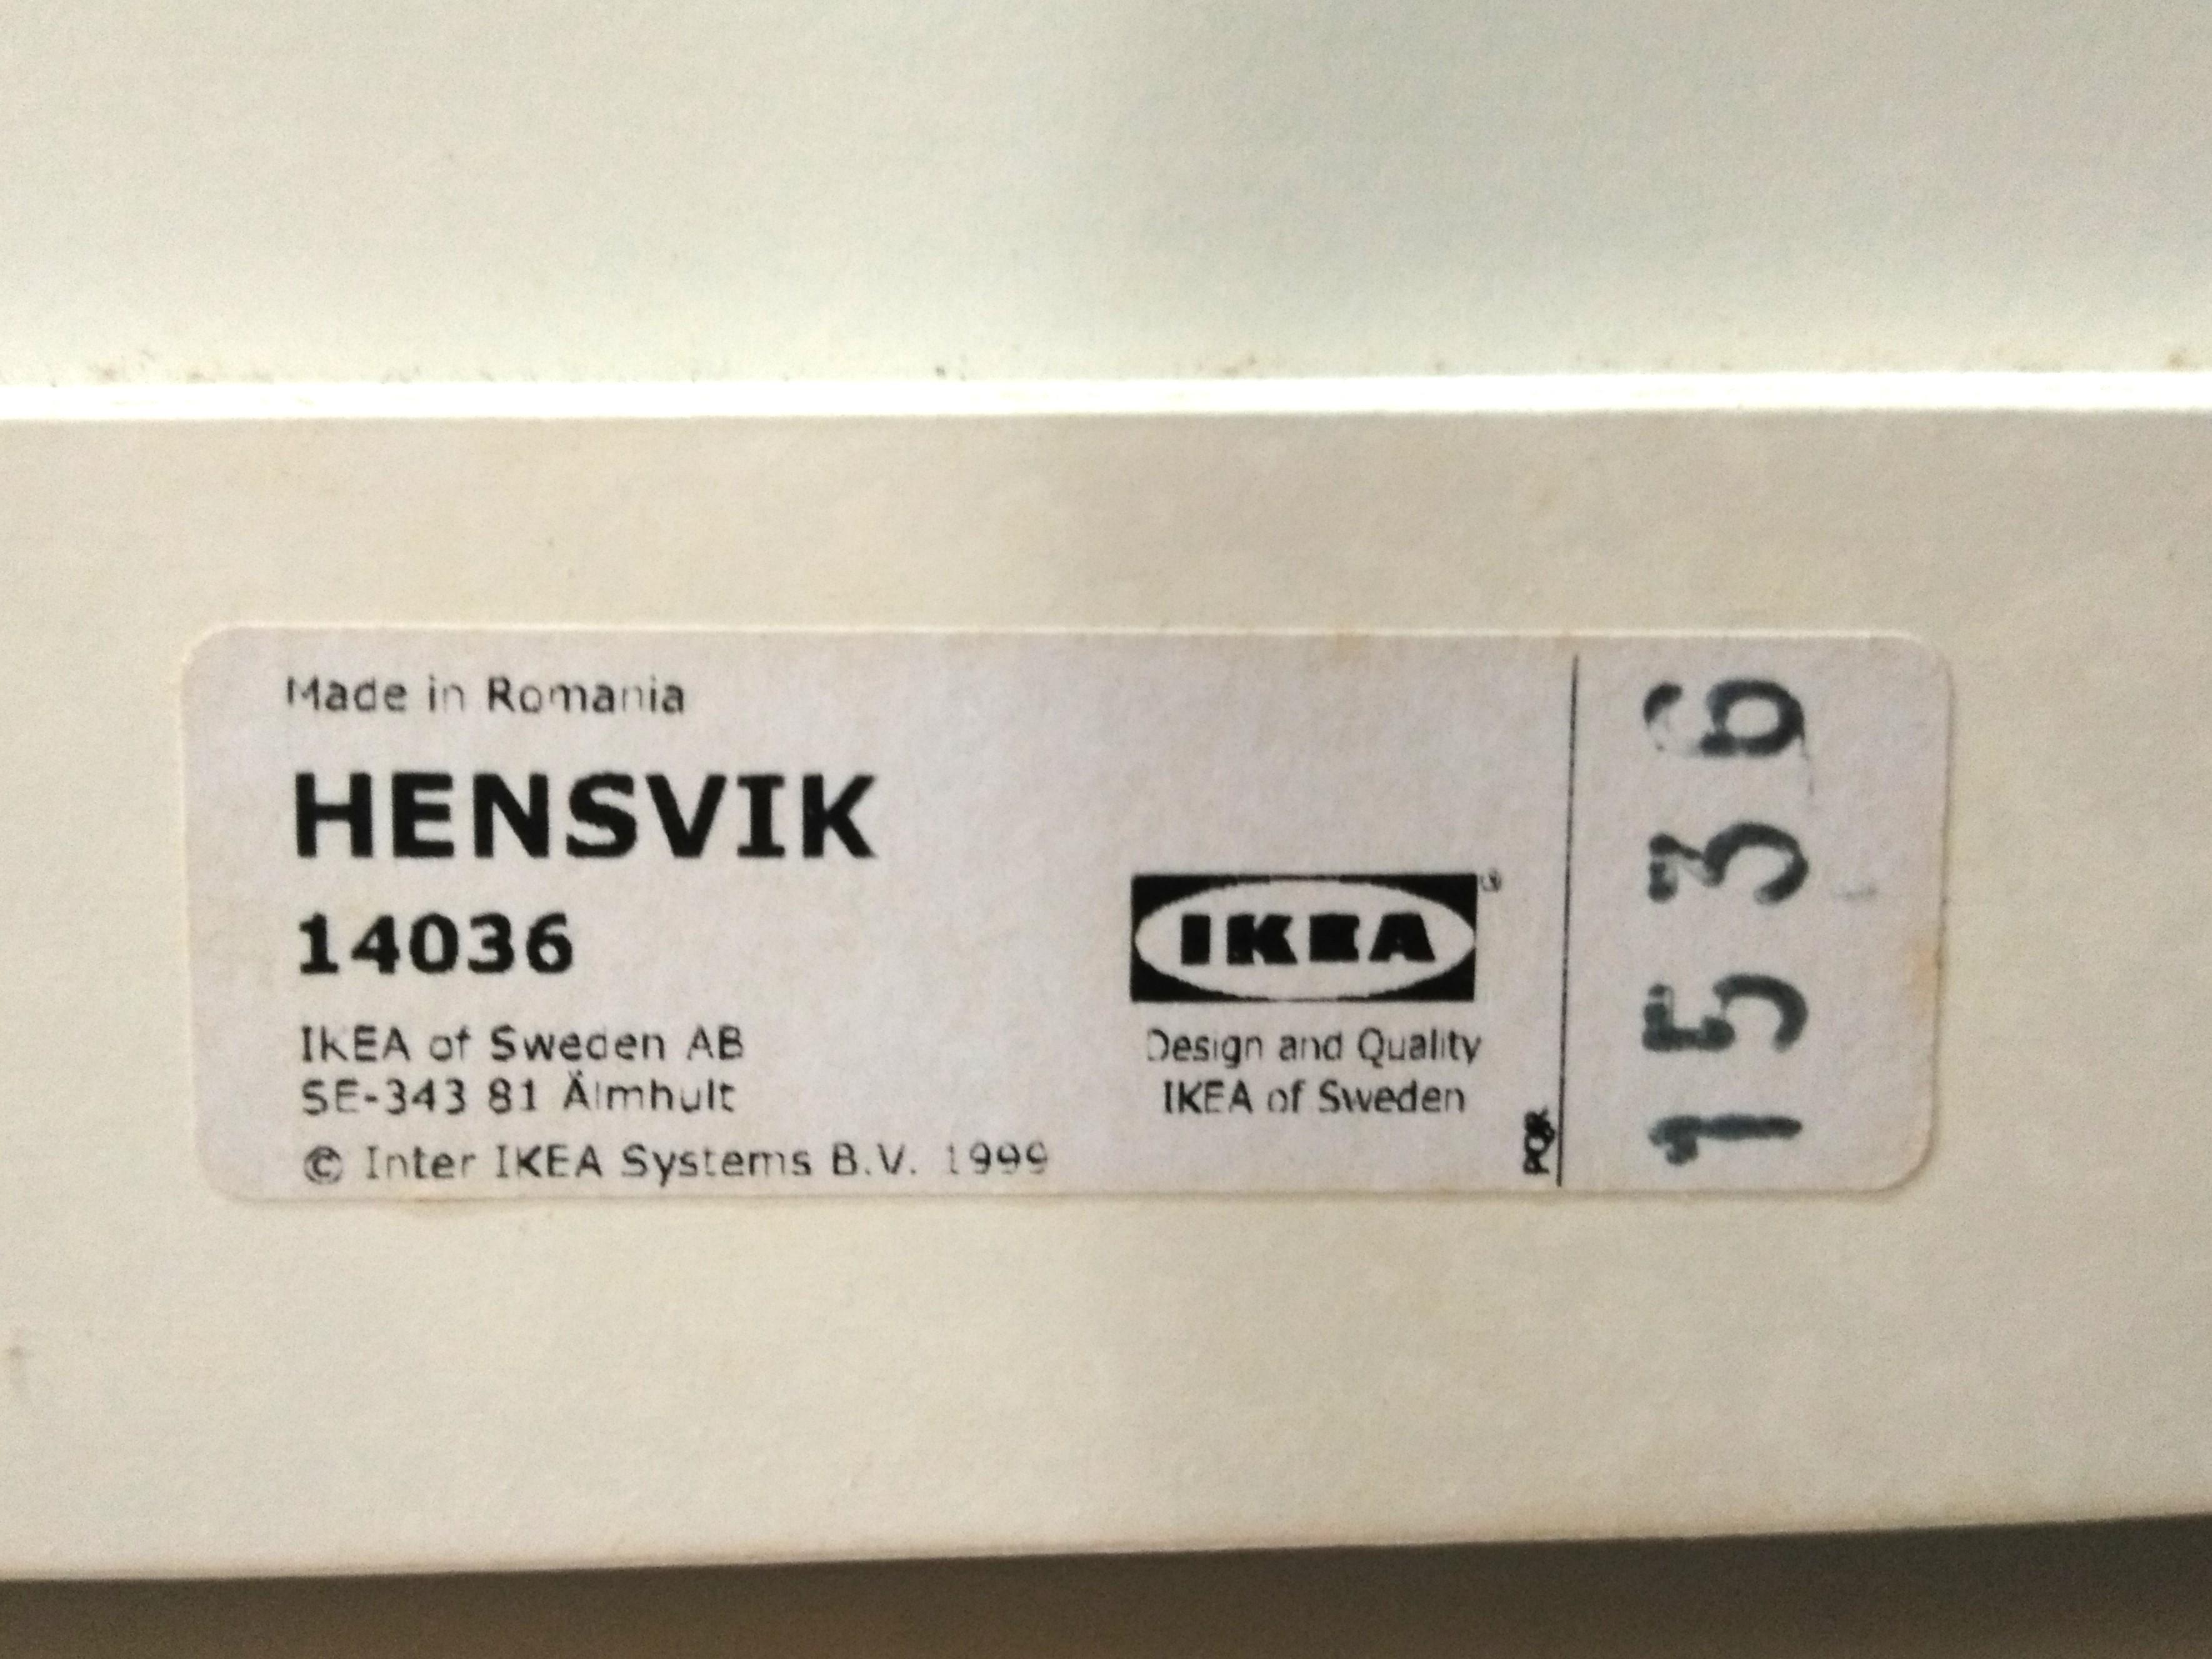 Made in Romania
HENSVIK
14036
IKEA of Sweden AB
SE-343 81 Älmhult
© Inter IKEA Systems B.V. 1999
IKEA®
Design and Quality
IKEA of Sweden
1536